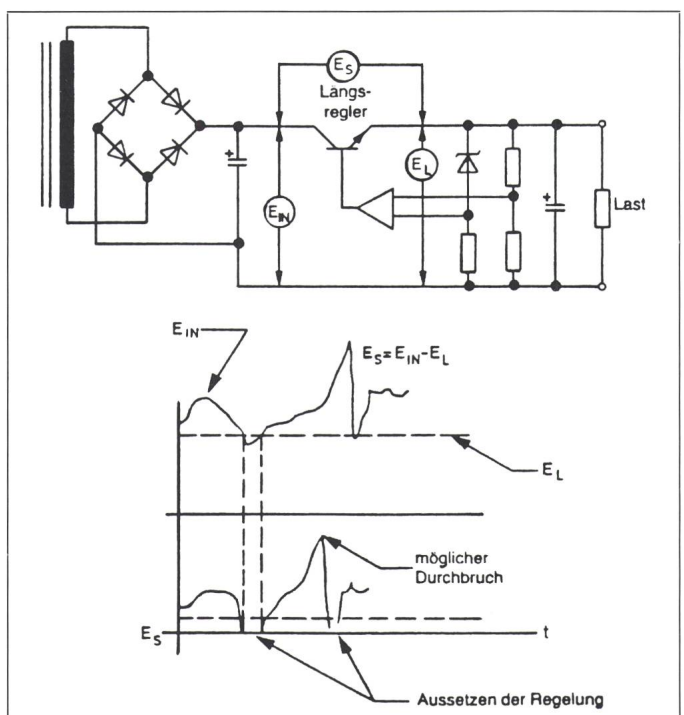 E_S
Längs-
regler
+
E_IN
E_L
+
Last
E_IN
E_S=E_IN-E_L
E_L
möglicher
Durchbruch
E_S
t
Aussetzen der Regelung